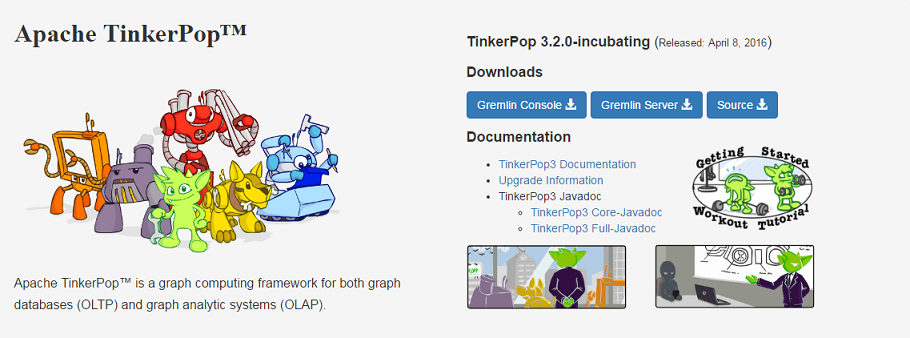 Apache TinkerPop™
Apache TinkerPop™ is a graph computing framework for both graph
databases (OLTP) and graph analytic systems (OLAP).
TinkerPop 3.2.0-incubating (Released: April 8, 2016)
Downloads
Gremlin Console
Gremlin Server
Source
Documentation
TinkerPop3 Documentation
Upgrade Information
TinkerPop3 Javadoc
TinkerPop3 Core-Javadoc
TinkerPop3 Full-Javadoc
Getting Started
Workout Tutorial